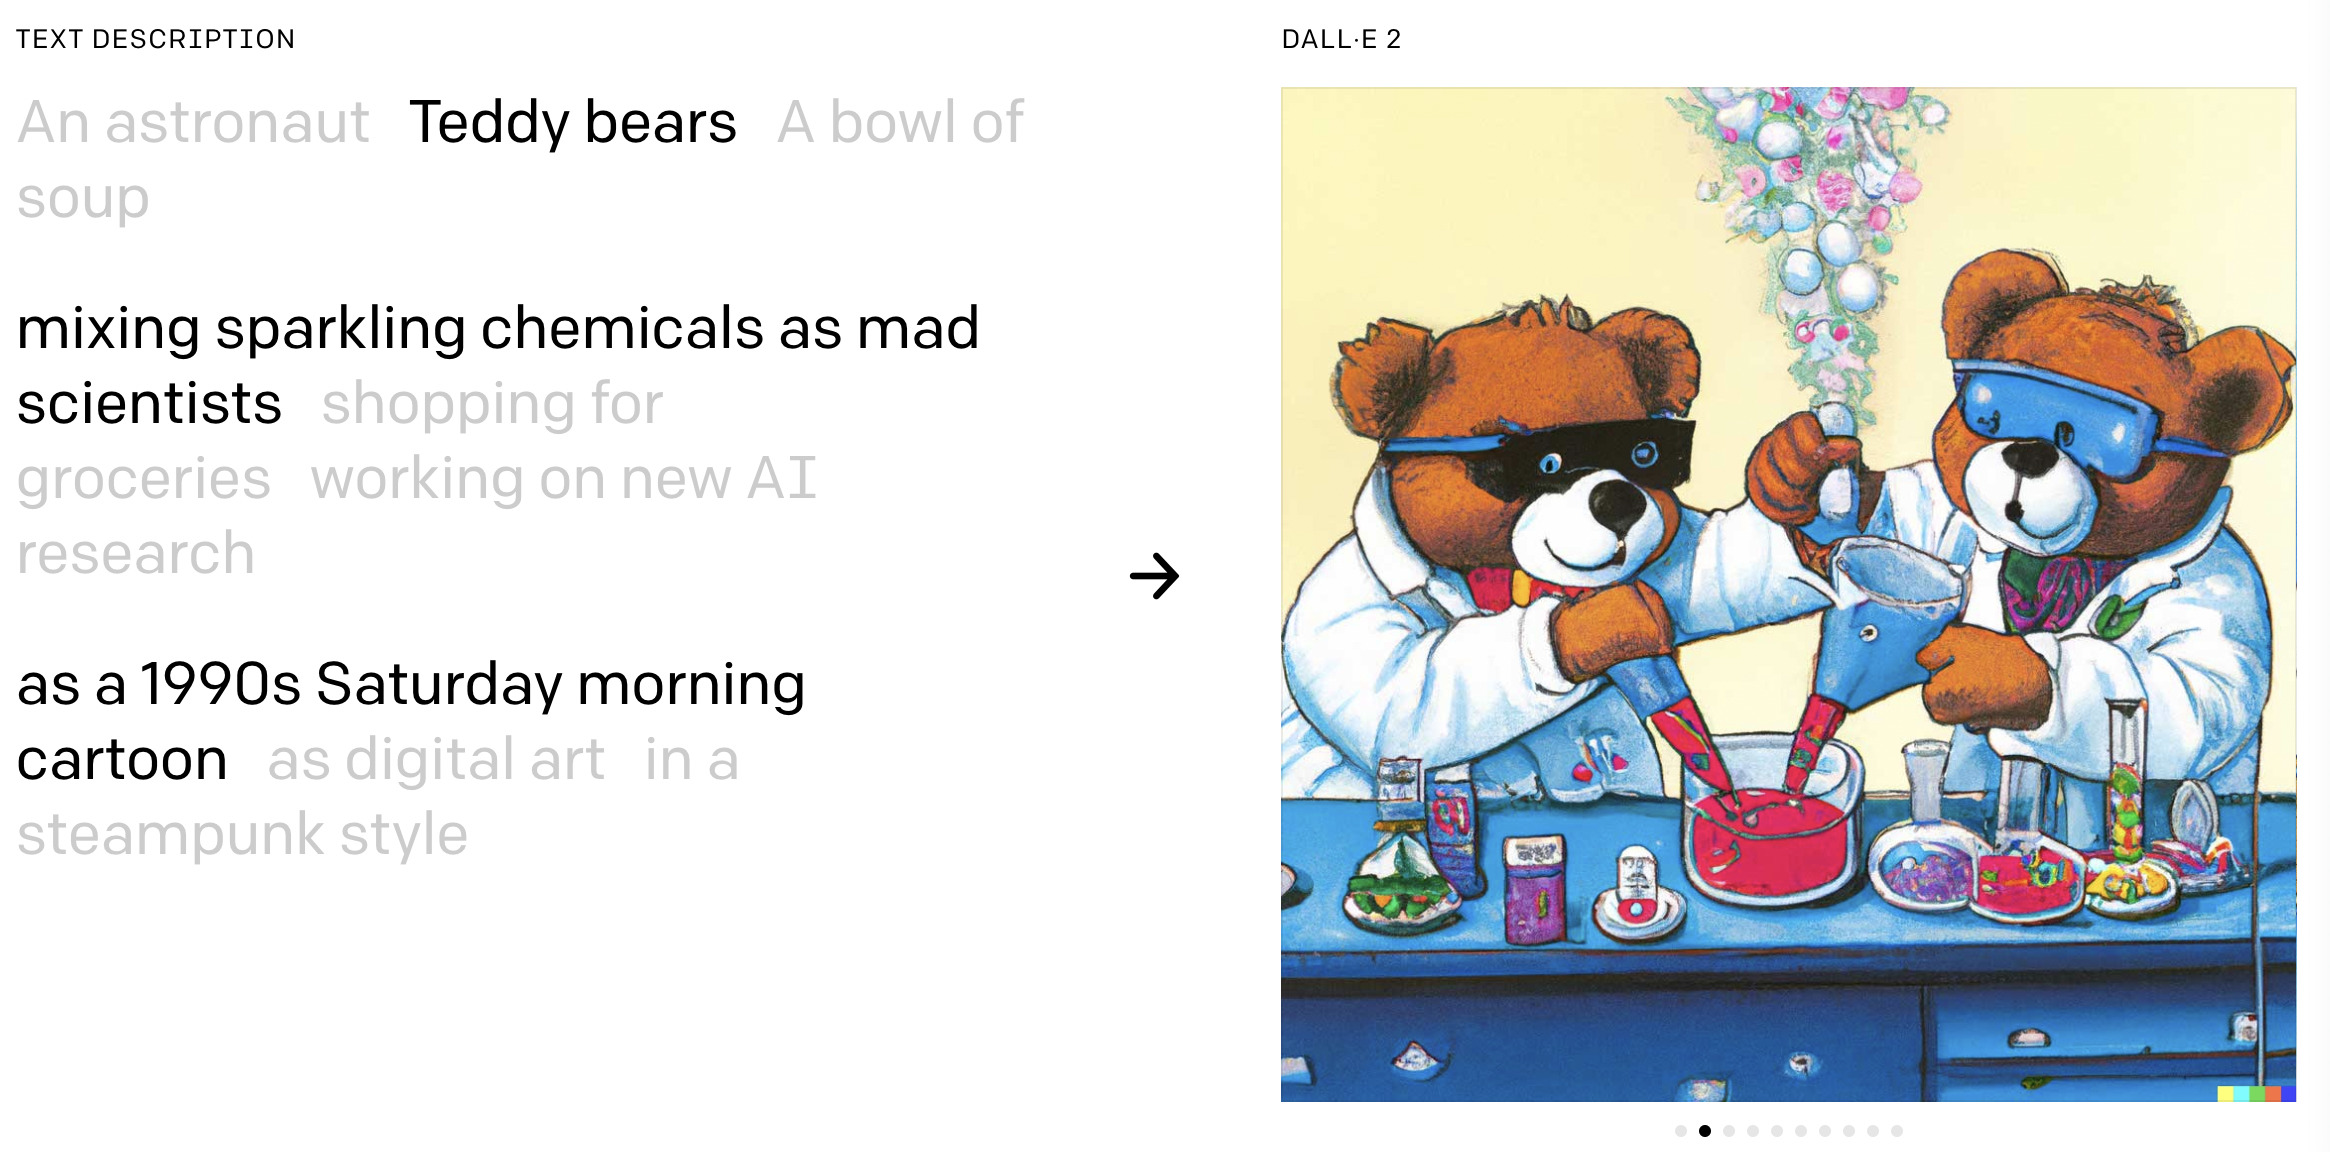 TEXT DESCRIPTION
DALL·E 2
An astronaut Teddy bears A bowl of
soup
mixing sparkling chemicals as mad
scientists shopping for
groceries working on new AI
research
as a 1990s Saturday morning
cartoon as digital art in a
steampunk style